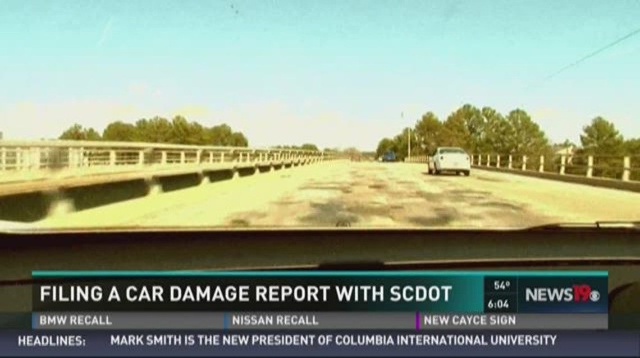 FILING A CAR DAMAGE REPORT WITH SCDOT
54°
6:04
NEWS19
BMW RECALL
NISSAN RECALL
NEW CAYCE SIGN
HEADLINES: MARK SMITH IS THE NEW PRESIDENT OF COLUMBIA INTERNATIONAL UNIVERSITY